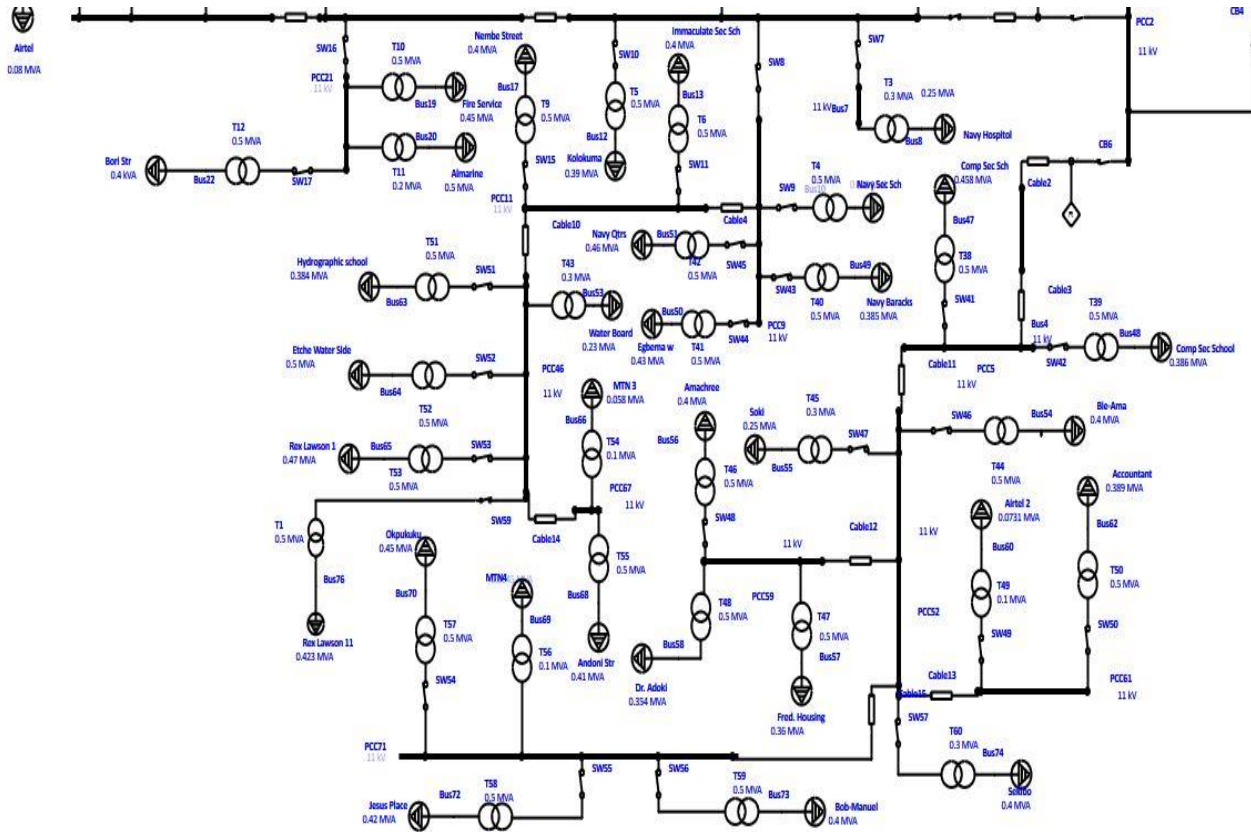 CB4
Airtel
0.08 MVA
SW16
PCC21
11 kV
T10
0.5 MVA
Bus19
Fire Service
0.45 MVA
Bus20
T11
0.2 MVA
Almarine
0.5 MVA
T12
0.5 MVA
Bori Str
0.4 kVA
Bus22
SW17
Nembe Street
0.4 MVA
Bus17
T9
0.5 MVA
SW15
PCC11
11 kV
SW10
T5
0.5 MVA
Bus12
Kolokuma
0.39 MVA
Immaculate Sec Sch
0.4 MVA
Bus13
T6
0.5 MVA
SW11
SW8
SW7
11 kV
Bus7
T3
0.3 MVA
0.25 MVA
Bus8
Navy Hospitol
PCC2
11 kV
CB6
Cable2
Cable3
T4
0.5 MVA
SW9
Bus10
Navy Sec Sch
Cable4
Cable10
Navy Qtrs
0.46 MVA
Bus51
T42
0.5 MVA
SW45
SW43
Bus49
T40
0.5 MVA
Navy Baracks
0.385 MVA
Bus50
Egbema w
0.43 MVA
T41
0.5 MVA
SW44
PCC9
11 kV
Comp Sec Sch
0.458 MVA
Bus47
T38
0.5 MVA
SW41
Bus4
11 kV
T39
0.5 MVA
Bus48
SW42
Comp Sec School
0.386 MVA
Cable11
PCC5
11 kV
T51
0.5 MVA
Hydrographic school
0.384 MVA
SW51
Bus63
T43
0.3 MVA
Bus53
Water Board
0.23 MVA
Etche Water Side
0.5 MVA
SW52
Bus64
T52
0.5 MVA
PCC46
11 kV
Rex Lawson 1
0.47 MVA
Bus65
SW53
T53
0.5 MVA
MTN 3
0.058 MVA
Bus66
T54
0.1 MVA
PCC67
11 kV
SW59
Cable14
T1
0.5 MVA
Bus76
Rex Lawson 11
0.423 MVA
T55
0.5 MVA
Bus68
Andoni Str
0.41 MVA
Amachree
0.4 MVA
Bus56
T46
0.5 MVA
SW48
Soki
0.25 MVA
T45
0.3 MVA
SW47
Bus55
SW46
Bus54
Ble-Ama
0.4 MVA
T44
0.5 MVA
Cable12
11 kV
11 kV
PCC59
PCC52
T48
0.5 MVA
Bus58
Dr. Adoki
0.354 MVA
T47
0.5 MVA
Bus57
Fred. Housing
0.36 MVA
Airtel 2
0.0731 MVA
Bus60
T49
0.1 MVA
SW49
Accountant
0.389 MVA
Bus62
T50
0.5 MVA
SW50
PCC61
11 kV
Cable13
Cable15
SW57
T60
0.3 MVA
Bus74
Sekibo
0.4 MVA
Okpukuku
0.45 MVA
Bus70
T57
0.5 MVA
SW54
MTN4
Bus69
T56
0.1 MVA
PCC71
11 kV
SW55
SW56
T58
0.5 MVA
Bus72
Jesus Place
0.42 MVA
T59
0.5 MVA
Bus73
Bob-Manuel
0.4 MVA